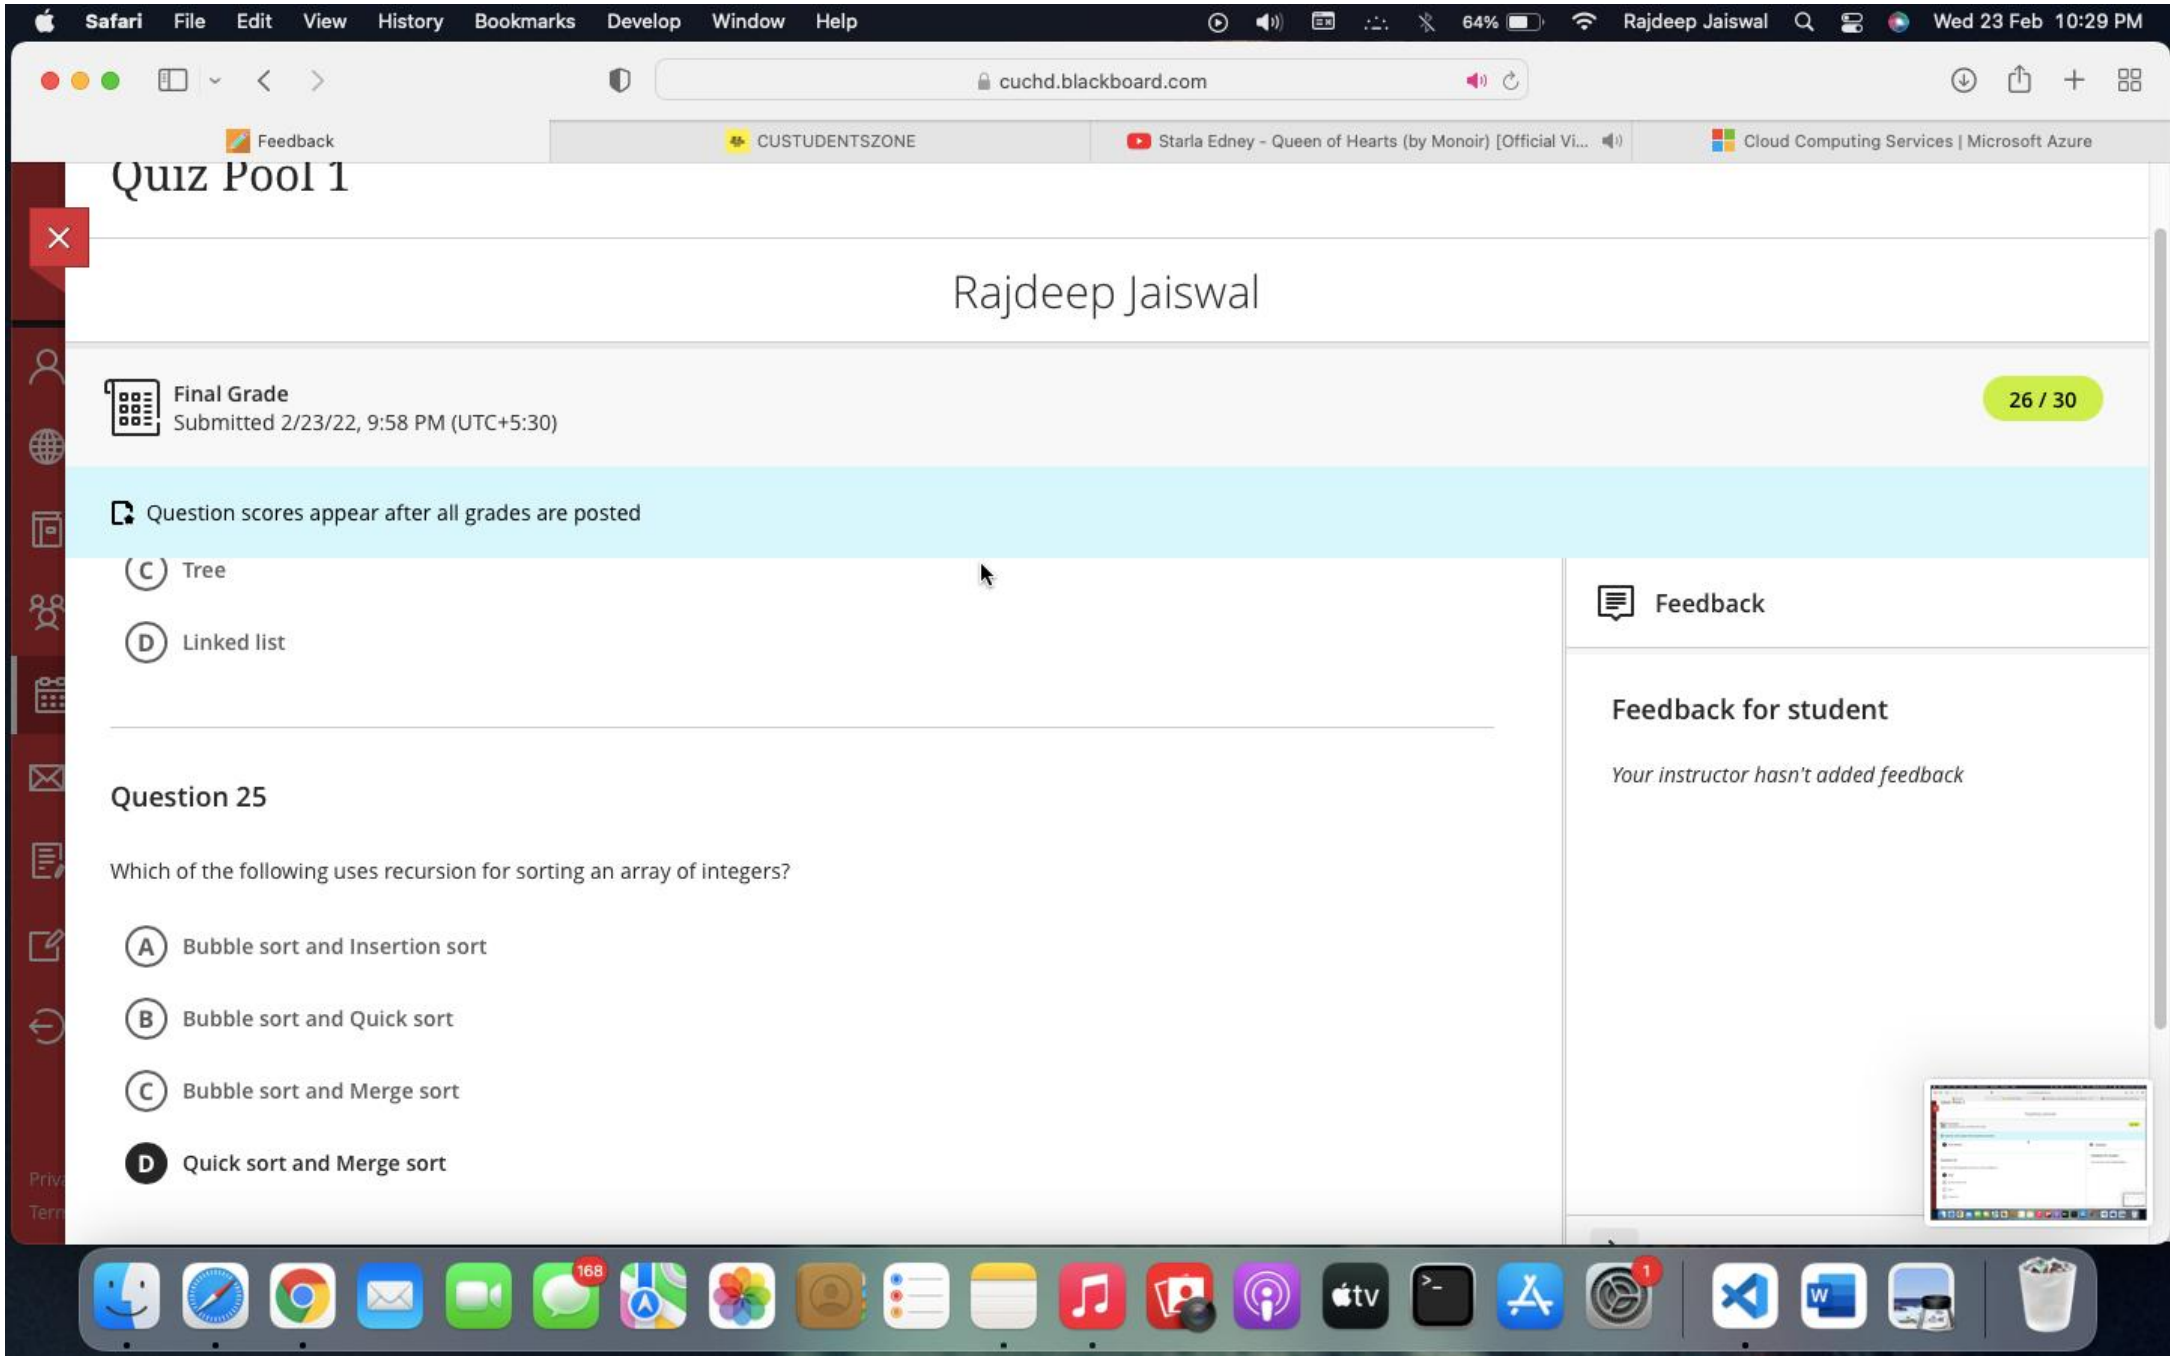 Safari File Edit View History Bookmarks Develop Window Help 64% Rajdeep Jaiswal Wed 23 Feb 10:29 PM
cuchd.blackboard.com
Feedback CUSTUDENTSZONE Starla Edney - Queen of Hearts (by Monoir) [Official Vi... Cloud Computing Services | Microsoft Azure
Quiz Pool 1
Rajdeep Jaiswal
Final Grade
Submitted 2/23/22, 9:58 PM (UTC+5:30)
26 / 30
Question scores appear after all grades are posted
C Tree
D Linked list
Question 25
Which of the following uses recursion for sorting an array of integers?
A Bubble sort and Insertion sort
B Bubble sort and Quick sort
C Bubble sort and Merge sort
D Quick sort and Merge sort
Feedback
Feedback for student
Your instructor hasn't added feedback
Priva
Term
168
tv
>_
1
W